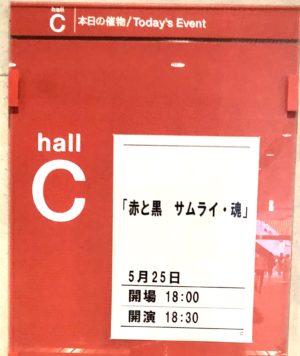 hall
C 本日の催物/Today's Event
hall
C
「赤と黒　サムライ・魂」
5月25日
開場 18:00
開演 18:30
C